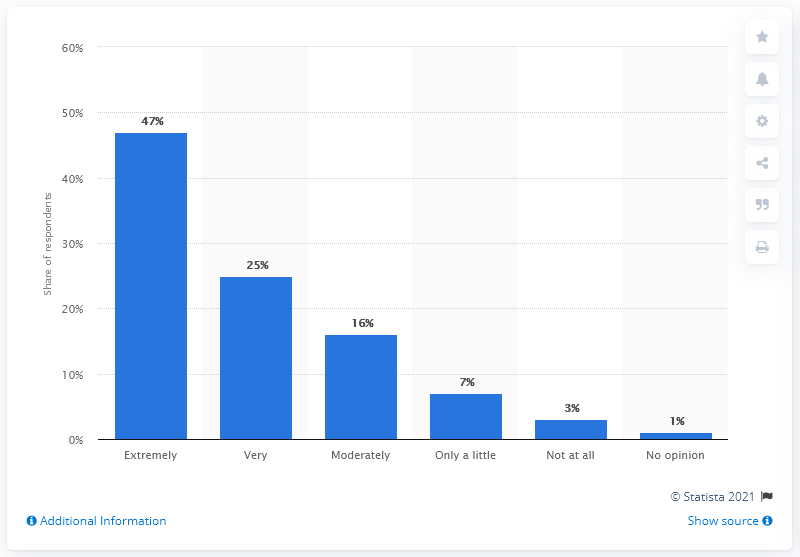 60%
50%
40%
30%
20%
10%
0%
Share of respondents
47%
25%
16%
7%
3%
1%
Extremely
Very
Moderately
Only a little
Not at all
No opinion
© Statista 2021
Additional Information
Show source